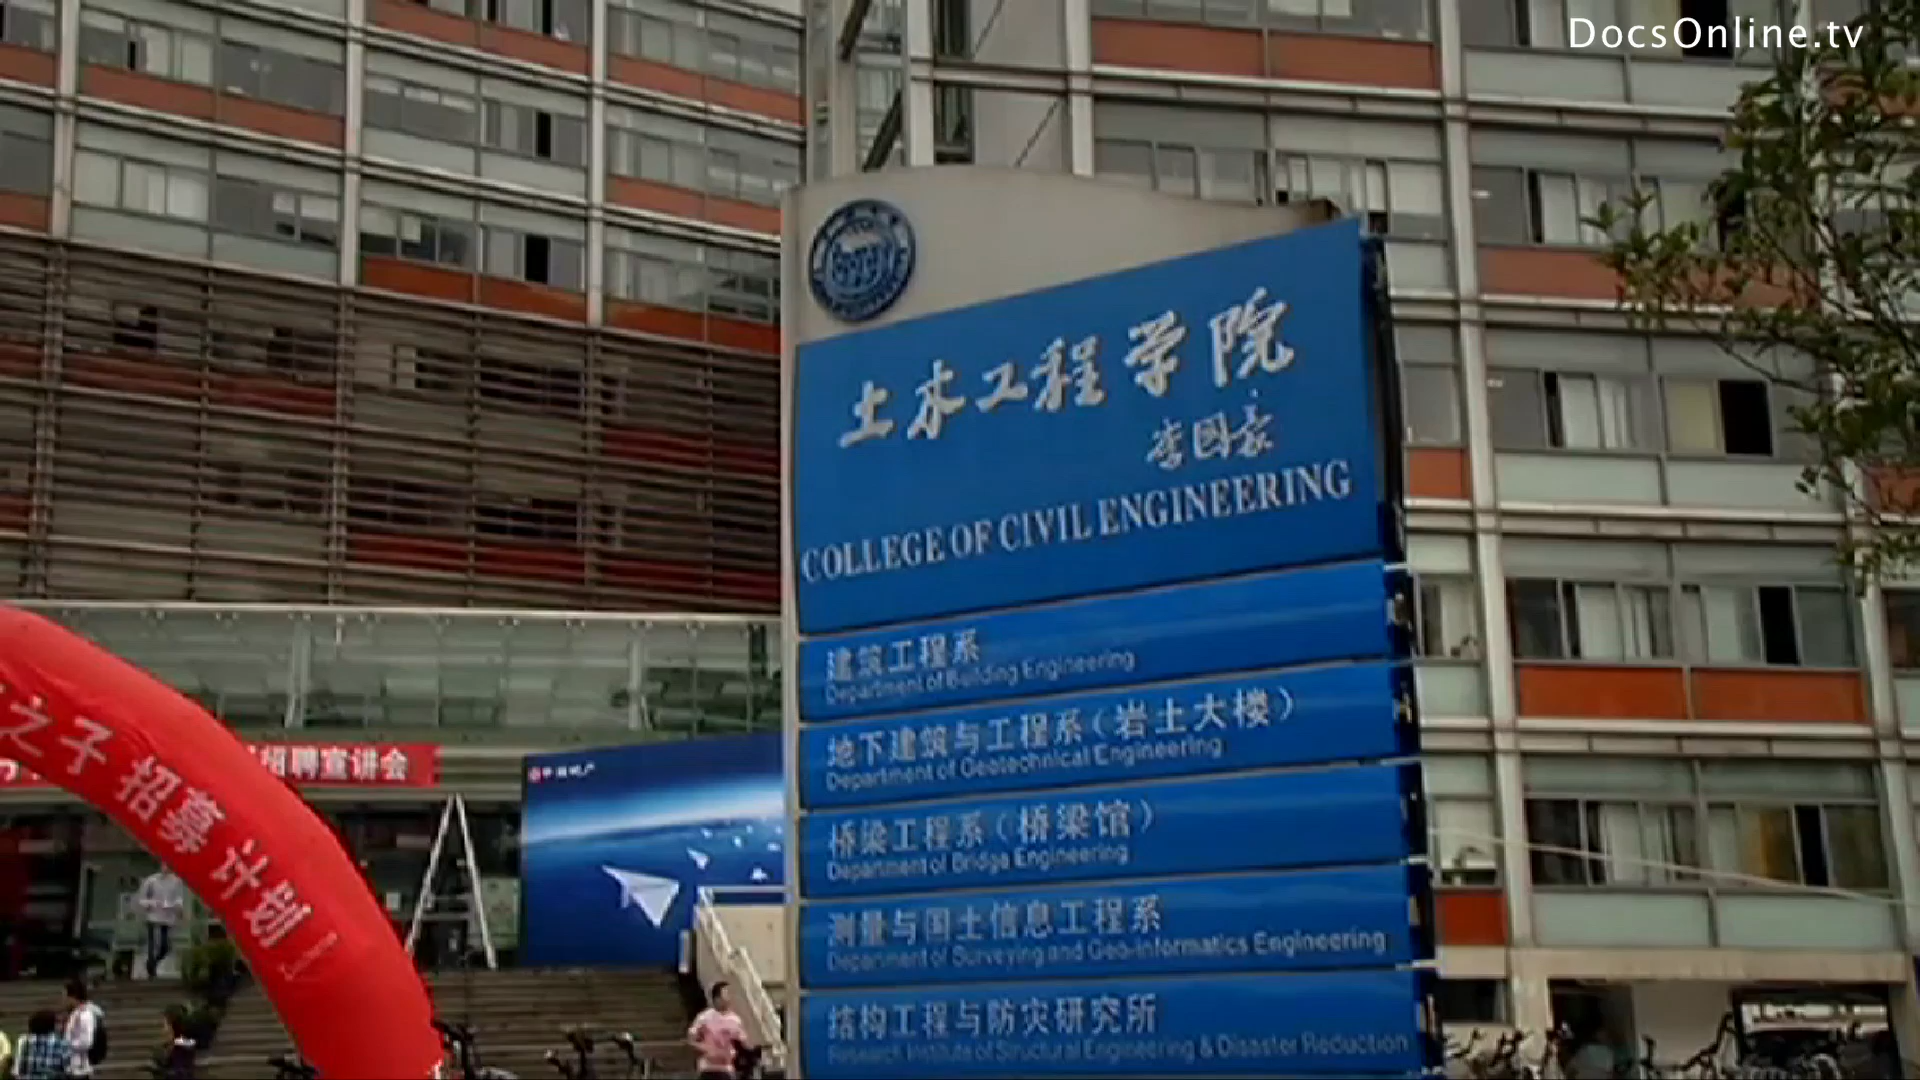 DocsOnline.tv
土木工程学院
李国豪
COLLEGE OF CIVIL ENGINEERING
建筑工程系
Department of Building Engineering
地下建筑与工程系（岩土大楼）
Department of Geotechnical Engineering
桥梁工程系（桥梁馆）
Department of Bridge Engineering
测量与国土信息工程系
Department of Surveying and Geo-informatics Engineering
结构工程与防灾研究所
Research Institute of Structural Engineering & Disaster Reduction
招聘宣讲会
之子招募计划